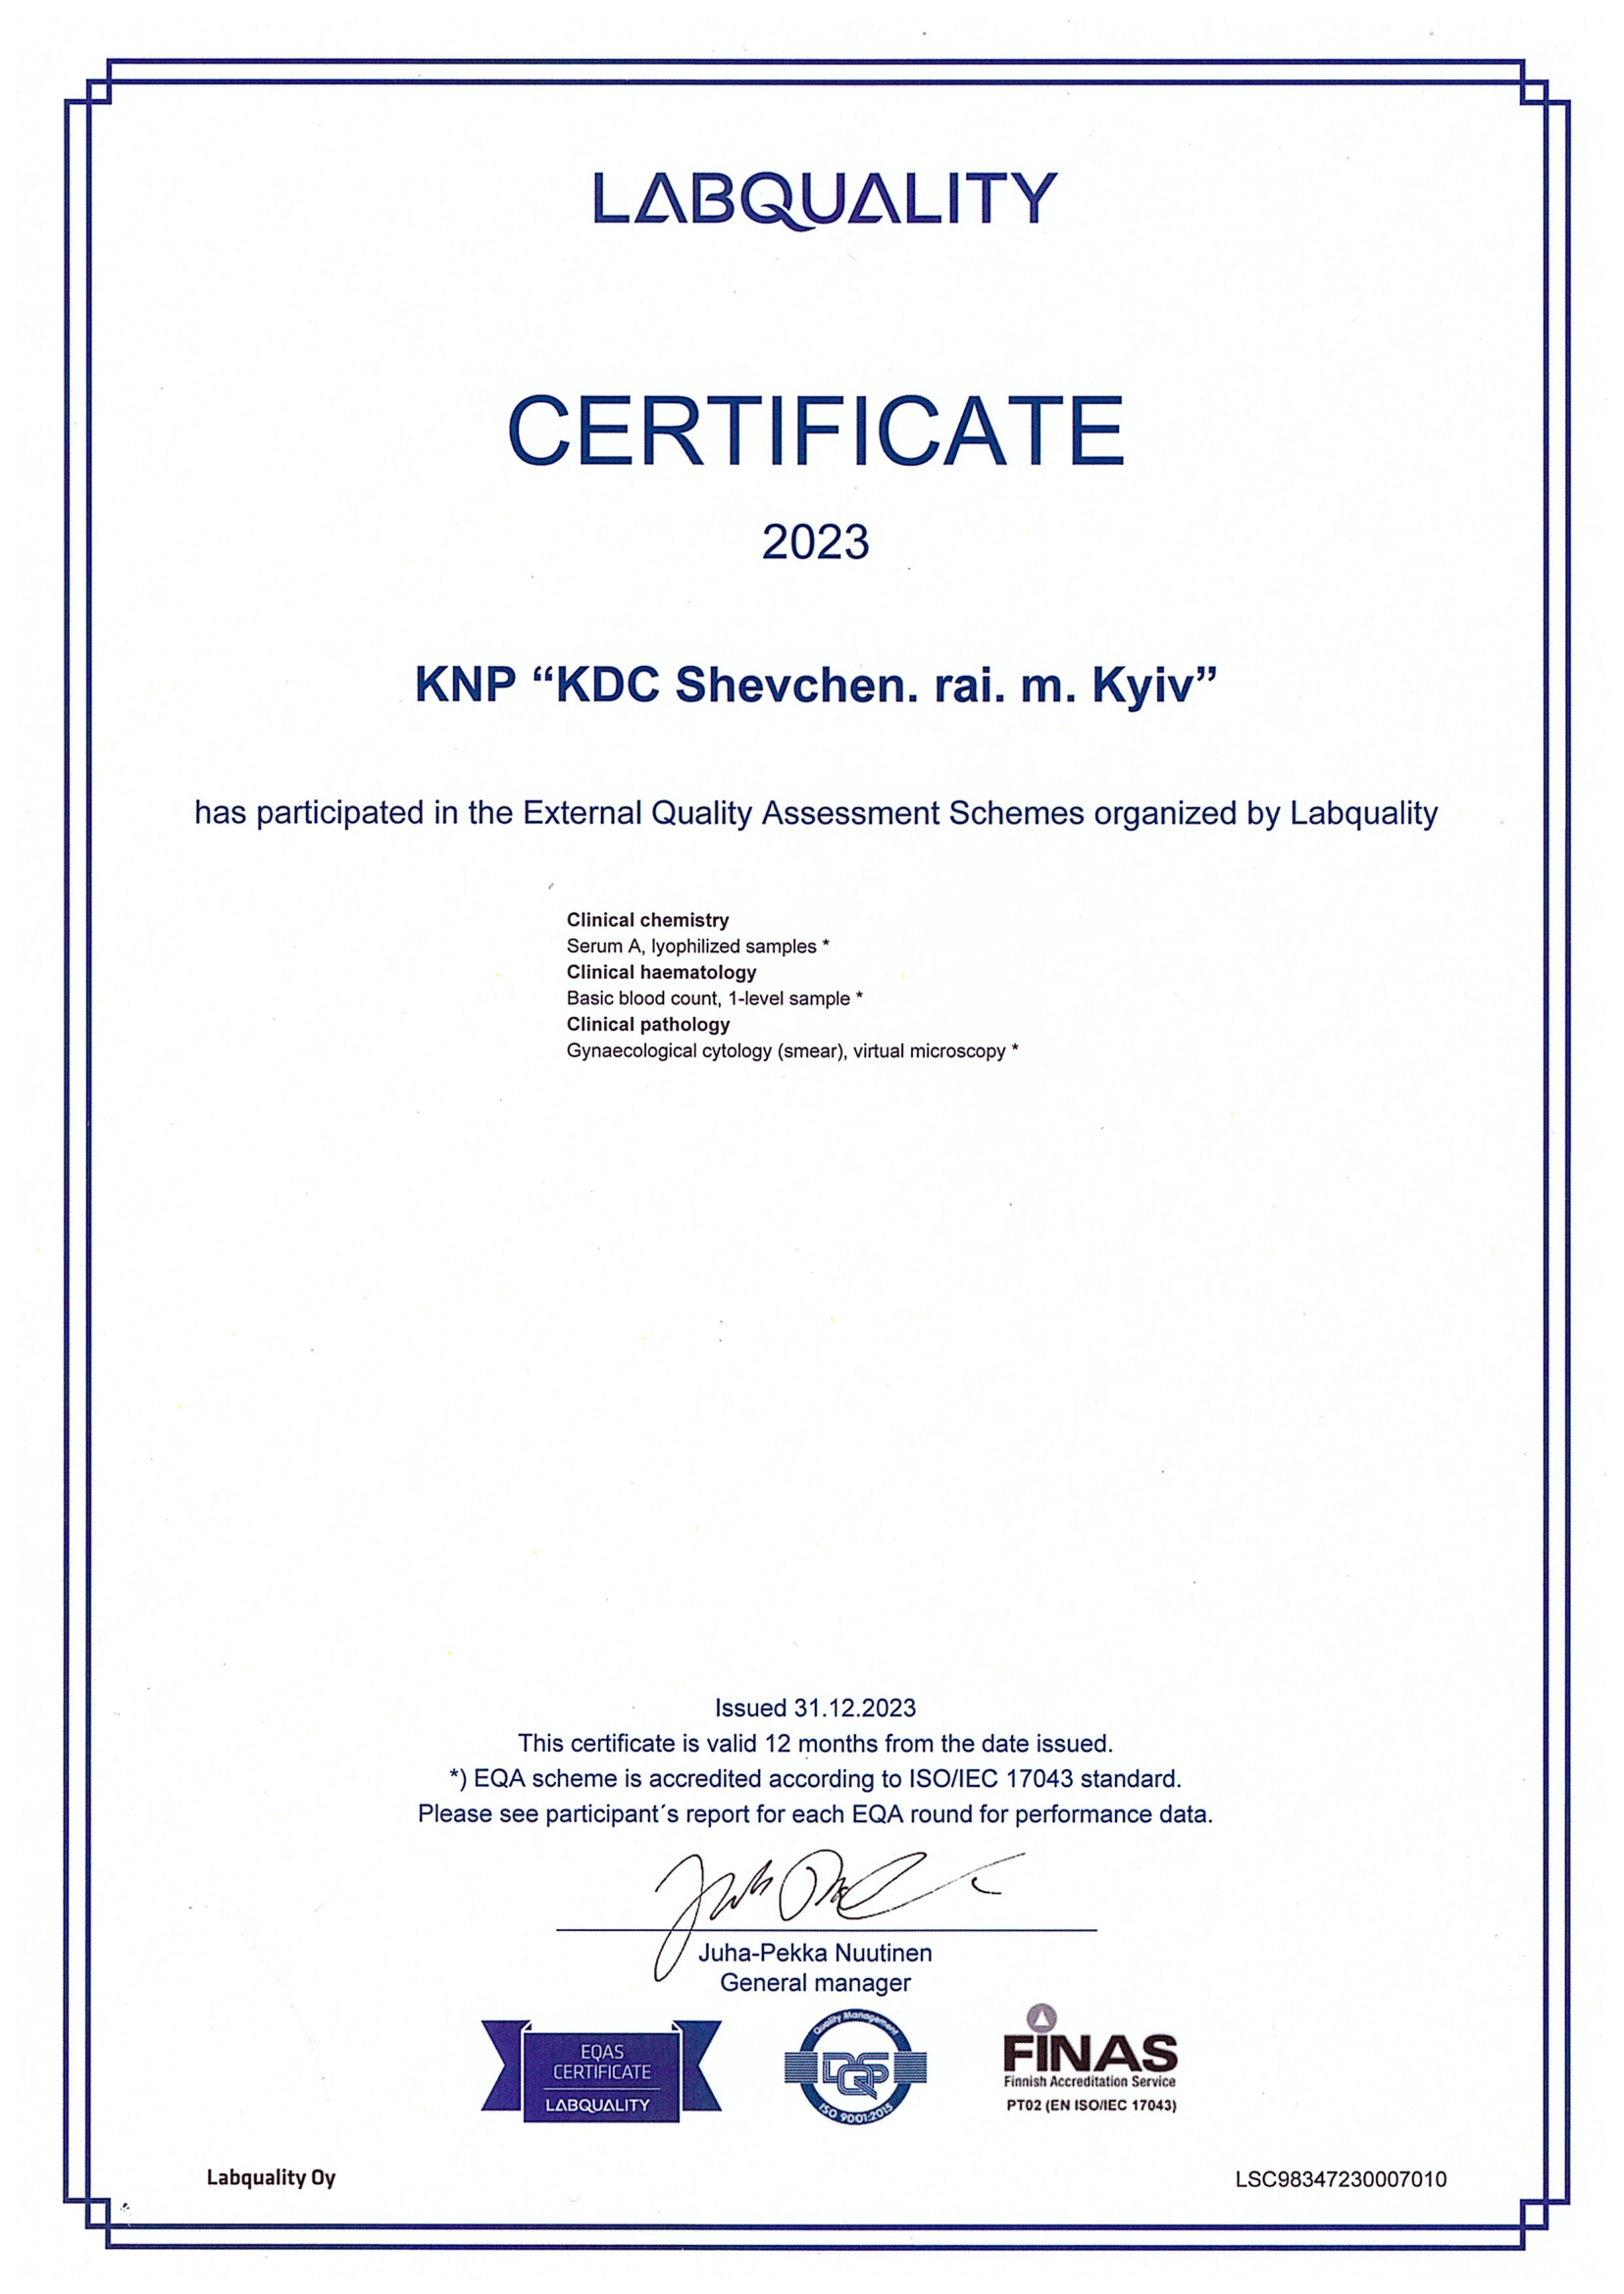 LABQUALITY
CERTIFICATE
2023
KNP “KDC Shevchen. rai. m. Kyiv”
has participated in the External Quality Assessment Schemes organized by Labquality
Clinical chemistry
Serum A, lyophilized samples *
Clinical haematology
Basic blood count, 1-level sample *
Clinical pathology
Gynaecological cytology (smear), virtual microscopy *
Issued 31.12.2023
This certificate is valid 12 months from the date issued.
*) EQA scheme is accredited according to ISO/IEC 17043 standard.
Please see participant´s report for each EQA round for performance data.
Juha-Pekka Nuutinen
General manager
EQAS
CERTIFICATE
LABQUALITY
Quality Management
DQS
ISO 9001:2015
FINAS
Finnish Accreditation Service
PT02 (EN ISO/IEC 17043)
Labquality Oy
LSC98347230007010